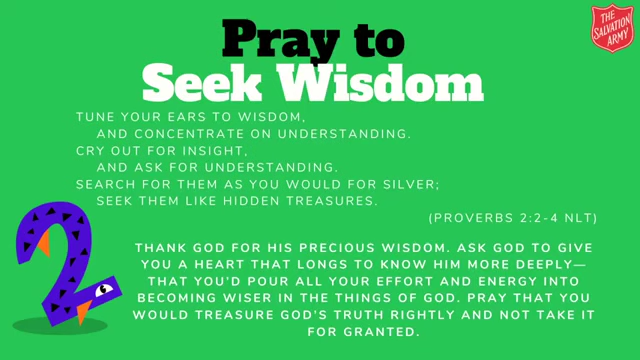 Pray to
Seek Wisdom
THE
SALVATION
ARMY
TUNE YOUR EARS TO WISDOM,
AND CONCENTRATE ON UNDERSTANDING.
CRY OUT FOR INSIGHT,
AND ASK FOR UNDERSTANDING.
SEARCH FOR THEM AS YOU WOULD FOR SILVER;
SEEK THEM LIKE HIDDEN TREASURES.
(PROVERBS 2:2-4 NLT)
2
THANK GOD FOR HIS PRECIOUS WISDOM. ASK GOD TO GIVE
YOU A HEART THAT LONGS TO KNOW HIM MORE DEEPLY—
THAT YOU'D POUR ALL YOUR EFFORT AND ENERGY INTO
BECOMING WISER IN THE THINGS OF GOD. PRAY THAT YOU
WOULD TREASURE GOD'S TRUTH RIGHTLY AND NOT TAKE IT
FOR GRANTED.